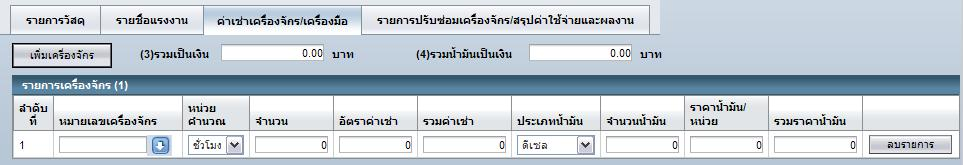 รายการวัสดุ รายชื่อแรงงาน ค่าเช่าเครื่องจักร/เครื่องมือ รายการปรับซ่อมเครื่องจักร/สรุปค่าใช้จ่ายและผลงาน
เพิ่มเครื่องจักร (3)รวมเป็นเงิน 0.00 บาท (4)รวมน้ำมันเป็นเงิน 0.00 บาท
รายการเครื่องจักร (1)
ลำดับที่ หมายเลขเครื่องจักร หน่วยคำนวณ จำนวน อัตราค่าเช่า รวมค่าเช่า ประเภทน้ำมัน จำนวนน้ำมัน ราคาน้ำมัน/หน่วย รวมราคาน้ำมัน
1 ชั่วโมง 0 0 0 ดีเซล 0 0 0 ลบรายการ